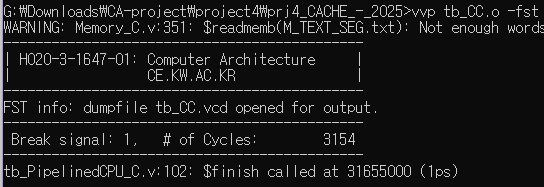 G:\Downloads\CA-project\project4\prj4_CACHE_-_2025>vvp tb_CC.o -fst
WARNING: Memory_C.v:351: $readmemb(M_TEXT_SEG.txt): Not enough words
-----------------------------------------------
| H020-3-1647-01: Computer Architecture |
| CE.KW.AC.KR |
-----------------------------------------------
FST info: dumpfile tb_CC.vcd opened for output.
-----------------------------------------------
Break signal: 1, # of Cycles: 3154
-----------------------------------------------
tb_PipelinedCPU_C.v:102: $finish called at 31655000 (1ps)